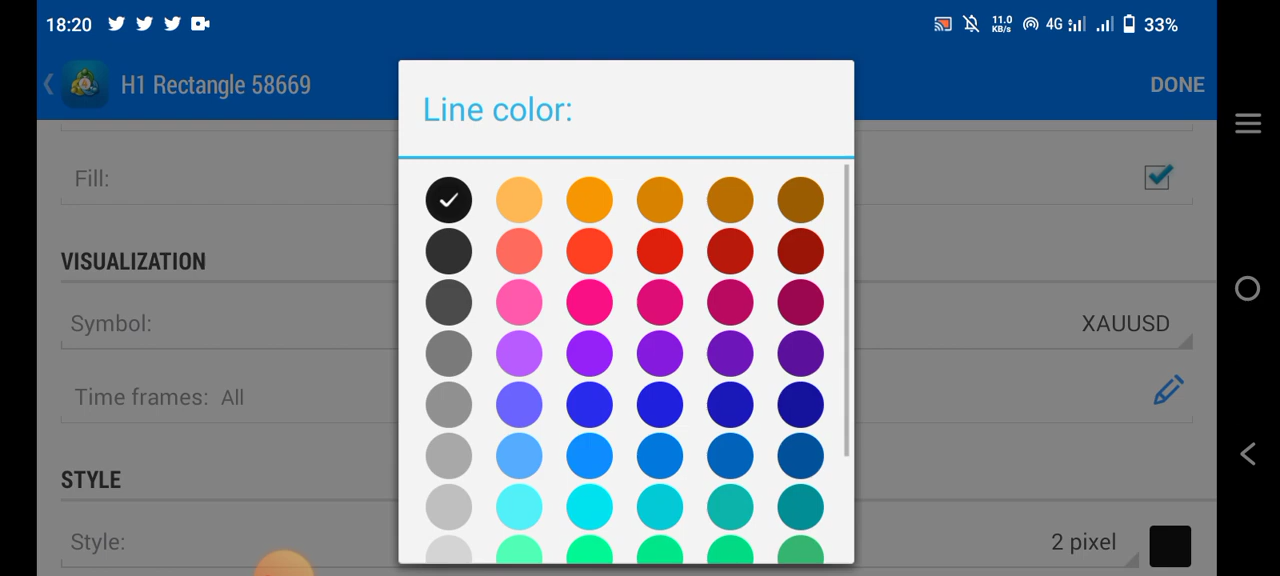 18:20
11.0
KB/s
4G
33%
H1 Rectangle 58669
DONE
Line color:
Fill:
VISUALIZATION
Symbol:
XAUUSD
Time frames: All
STYLE
Style:
2 pixel